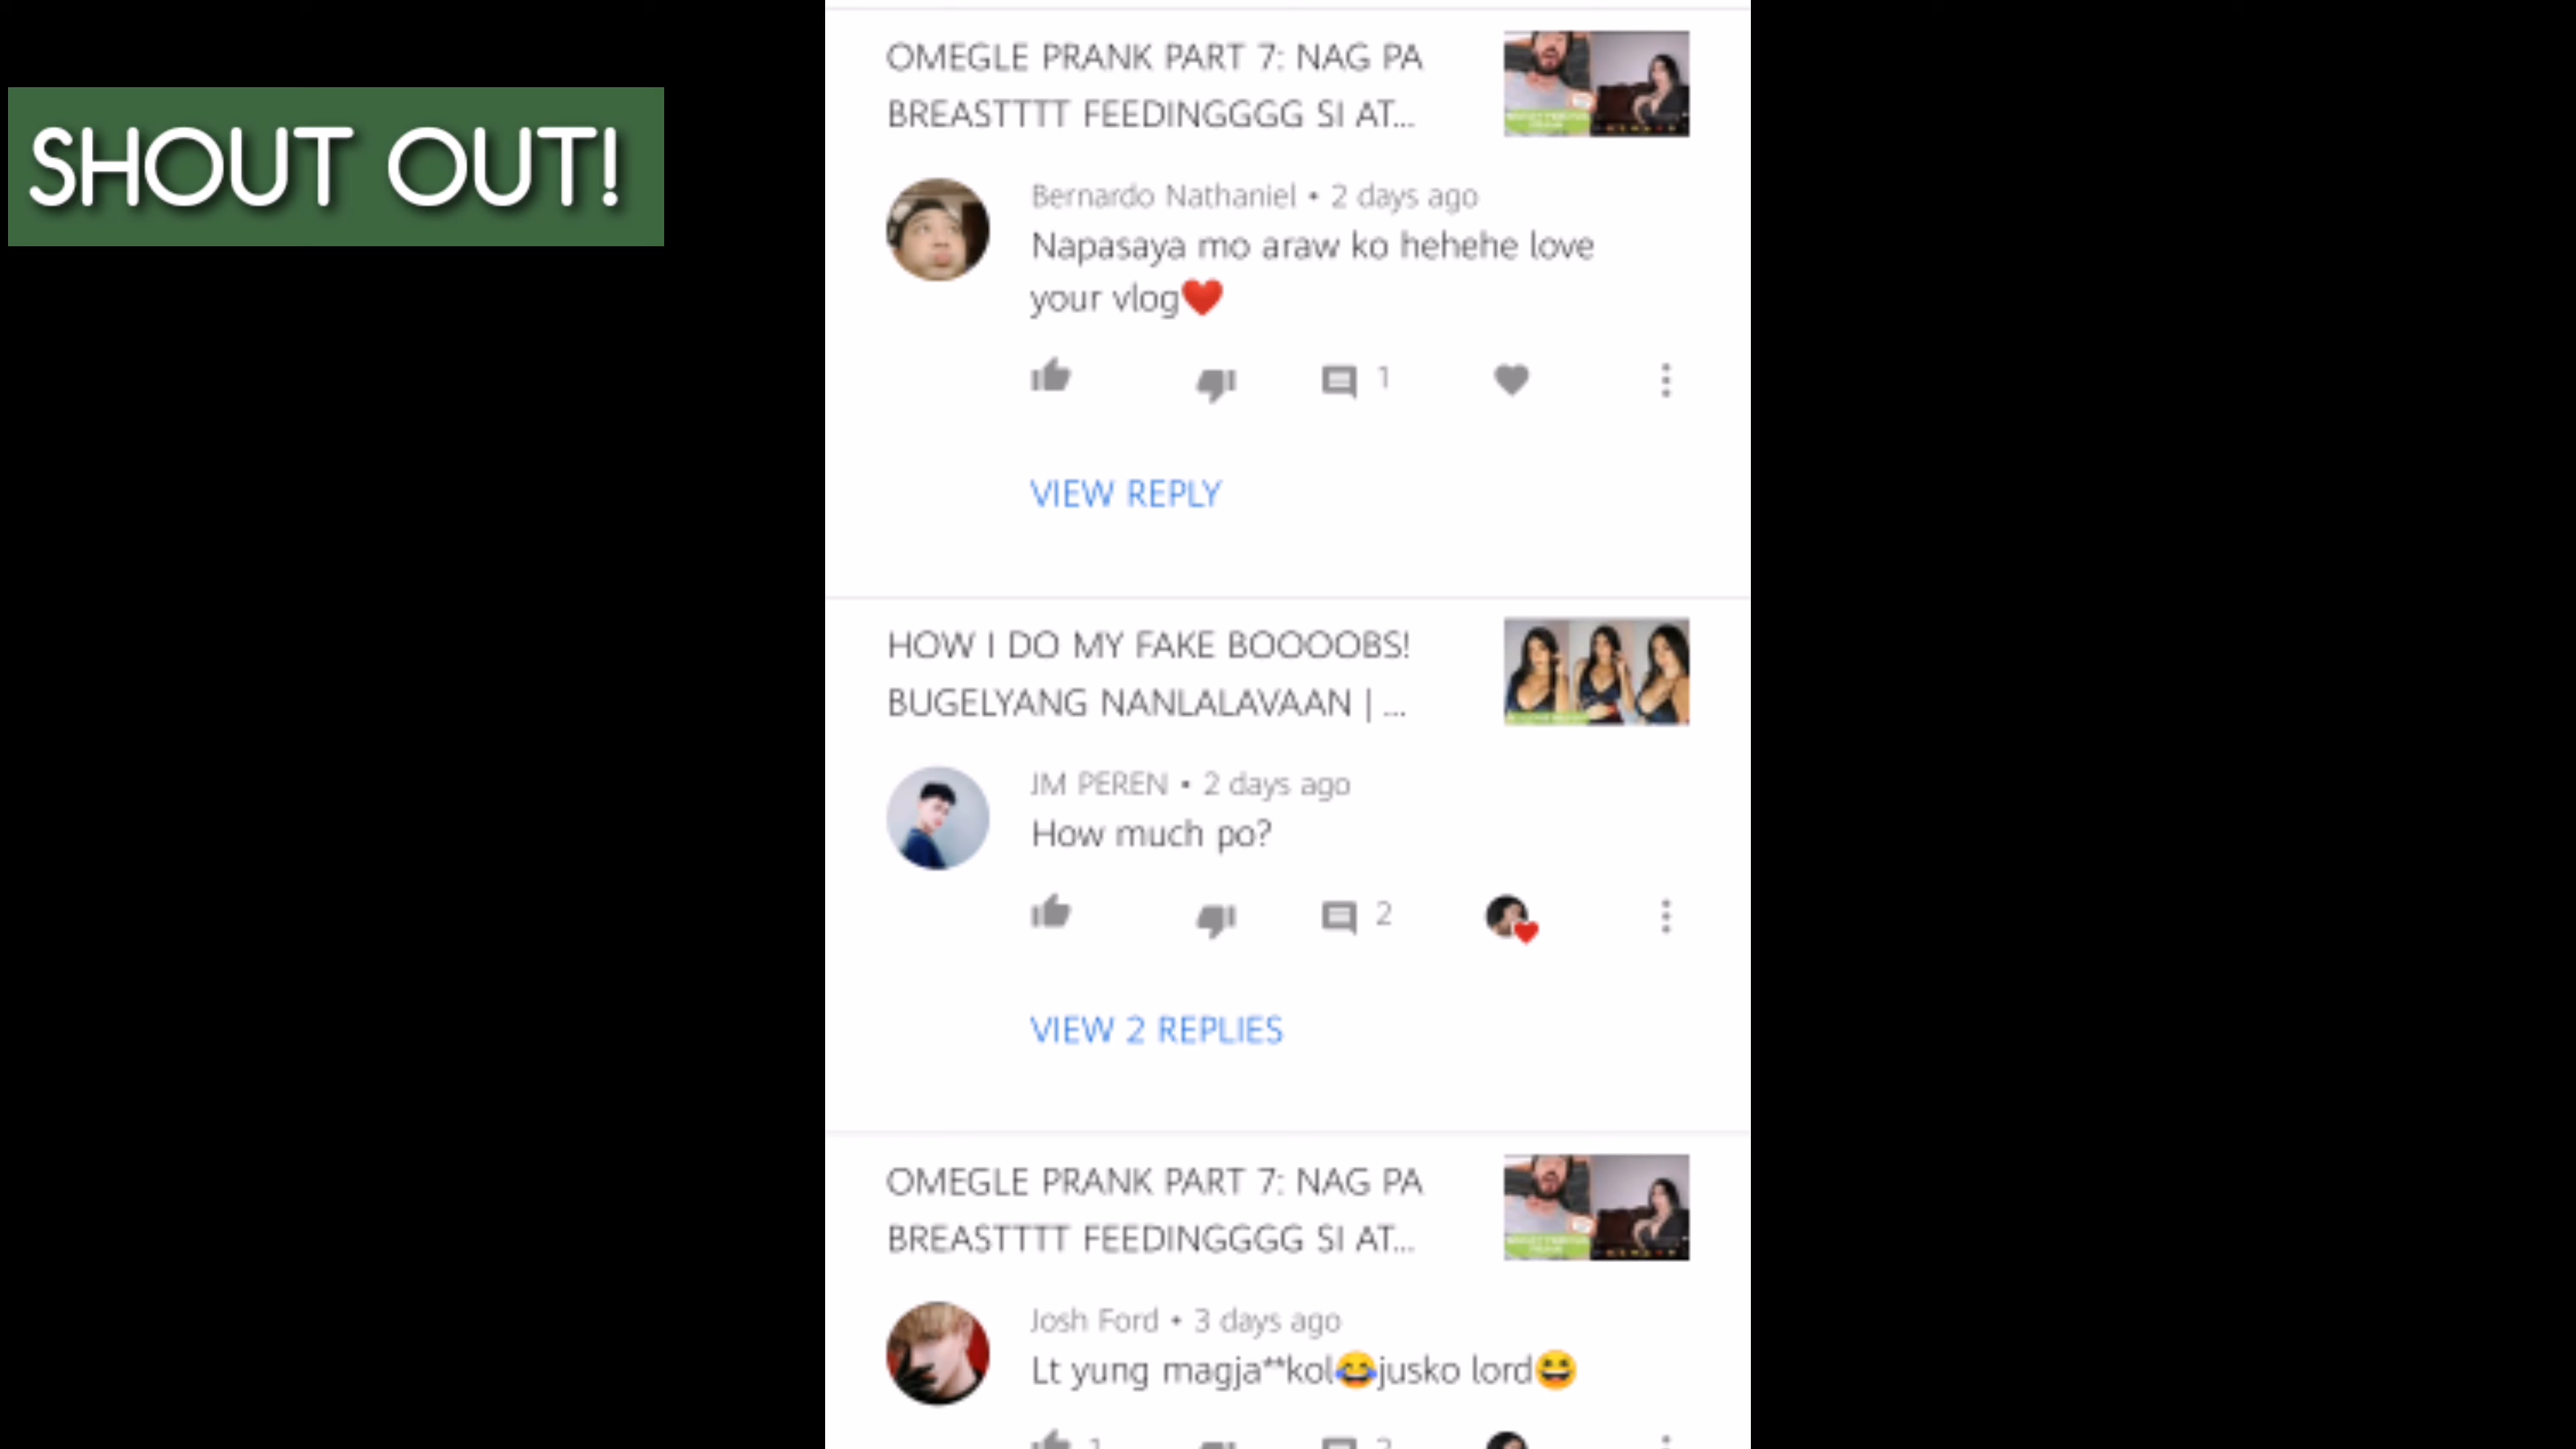 SHOUT OUT!
OMEGLE PRANK PART 7: NAG PA
BREASTTTT FEEDINGGGG SI AT...
Bernardo Nathaniel • 2 days ago
Napasaya mo araw ko hehehe love
your vlog❤️
1
VIEW REPLY
HOW I DO MY FAKE BOOOOBS!
BUGELYANG NANLALAVAAN | ...
JM PEREN • 2 days ago
How much po?
2
VIEW 2 REPLIES
OMEGLE PRANK PART 7: NAG PA
BREASTTTT FEEDINGGGG SI AT...
Josh Ford • 3 days ago
Lt yung magja**kol😂jusko lord😄